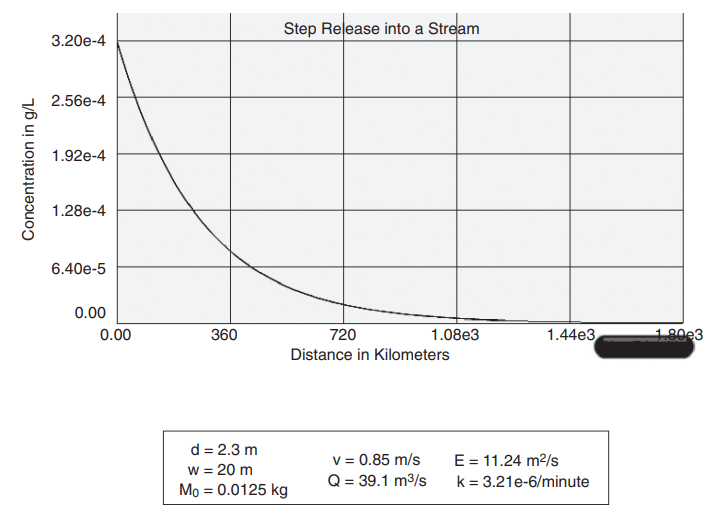 Step Release into a Stream
3.20e-4
2.56e-4
1.92e-4
1.28e-4
6.40e-5
0.00
Concentration in g/L
0.00 360 720 1.08e3 1.44e3 1.80e3
Distance in Kilometers
d = 2.3 m
w = 20 m
M₀ = 0.0125 kg
v = 0.85 m/s
Q = 39.1 m³/s
E = 11.24 m²/s
k = 3.21e-6/minute